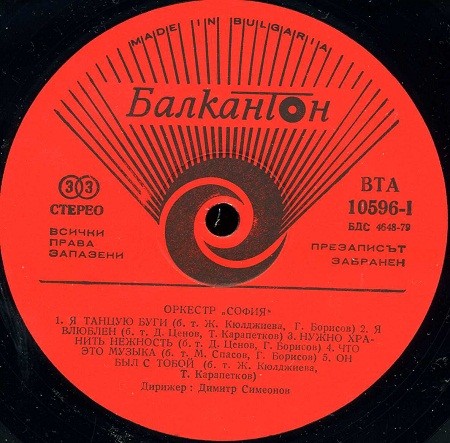 MADE IN BULGARIA
Балкантон
33
СТЕРЕО
ВСИЧКИ
ПРАВА
ЗАПАЗЕНИ
ВТА
10596-I
БДС 4648-79
ПРЕЗАПИСЪТ
ЗАБРАНЕН
ОРКЕСТР „СОФИЯ“
1. Я ТАНЦУЮ БУГИ (б. т. Ж. Кюлджиева, Г. Борисов) 2. Я
ВЛЮБЛЕН (б. т. Д. Ценов, Т. Карапетков) 3. НУЖНО ХРА-
НИТЬ НЕЖНОСТЬ (б. т. Д. Ценов, Г. Борисов) 4. ЧТО
ЭТО МУЗЫКА (б. т. М. Спасов, Г. Борисов) 5. ОН
БЫЛ С ТОБОЙ (б. т. Ж. Кюлджиева,
Т. Карапетков)
Дирижер : Димитр Симеонов